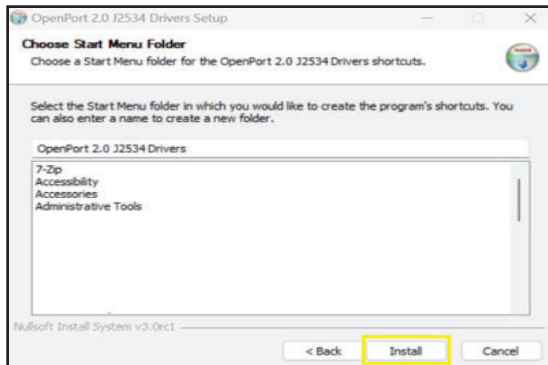 OpenPort 2.0 J2534 Drivers Setup
Choose Start Menu Folder
Choose a Start Menu folder for the OpenPort 2.0 J2534 Drivers shortcuts.
Select the Start Menu folder in which you would like to create the program's shortcuts. You
can also enter a name to create a new folder.
OpenPort 2.0 J2534 Drivers
7-Zip
Accessibility
Accessories
Administrative Tools
Nullsoft Install System v3.0rc1
< Back Install Cancel